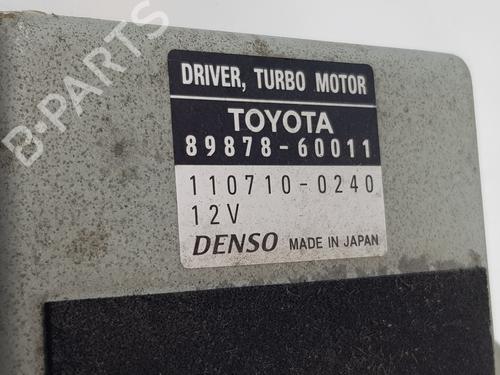 B-PARTS
DRIVER, TURBO MOTOR
TOYOTA
89878-60011
110710-0240
12V
DENSO MADE IN JAPAN